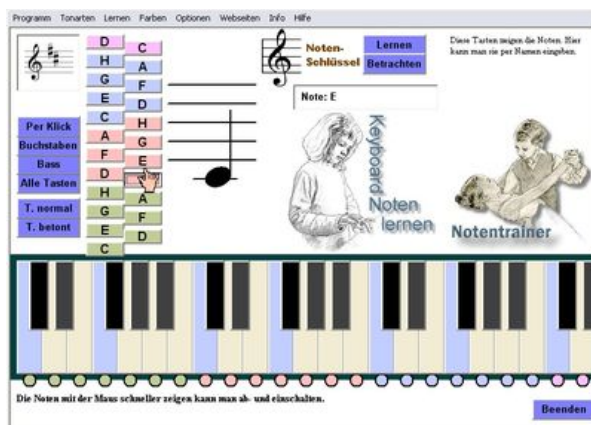 Programm Tonarten Lernen Farben Optionen Webseiten Info Hilfe
D
C
H
A
G
F
E
D
C
H
A
G
F
E
D
H
A
G
F
E
D
C
Per Klick
Buchstaben
Bass
Alle Tasten
T. normal
T. betont
Noten-
Schlüssel
Lernen
Betrachten
Diese Tasten zeigen die Noten. Hier
kann man sie per Namen eingeben.
Note: E
Keyboard
Noten
lernen
Notentrainer
Die Noten mit der Maus schneller zeigen kann man ab- und einschalten.
Beenden